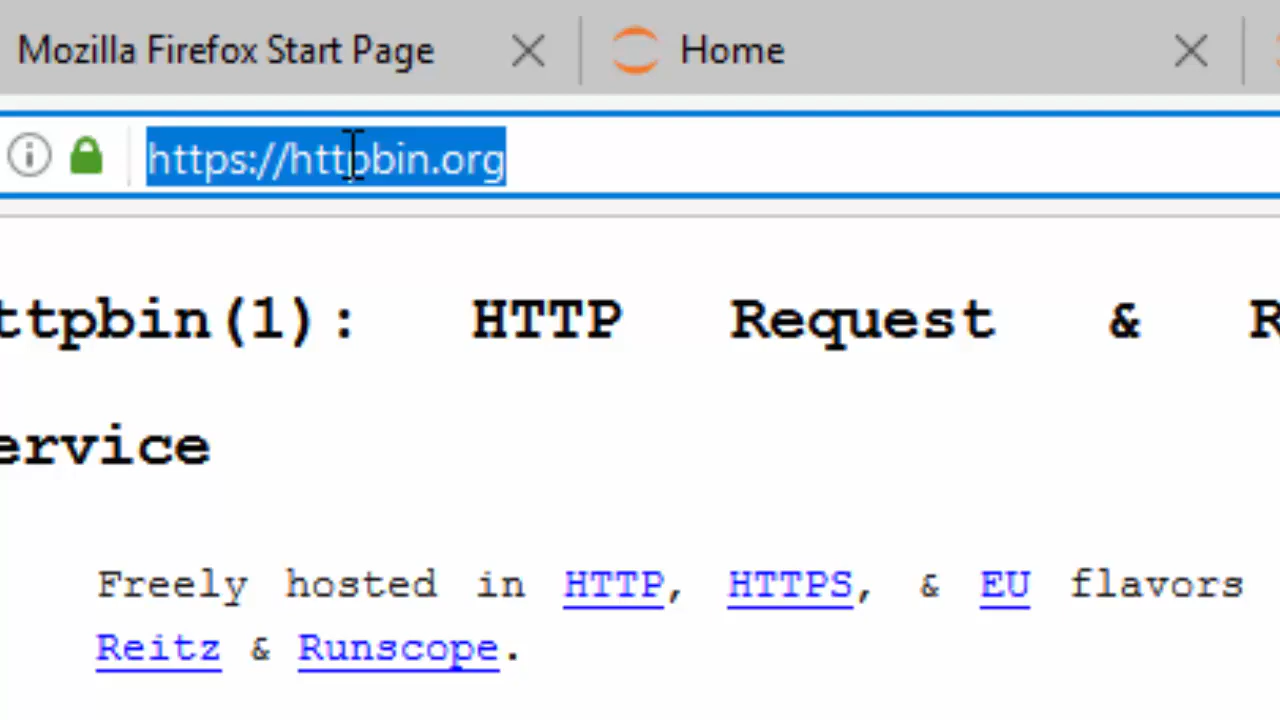 Mozilla Firefox Start Page Home
https://httpbin.org
ttpbin(1): HTTP Request & R
ervice
Freely hosted in HTTP, HTTPS, & EU flavors
Reitz & Runscope.